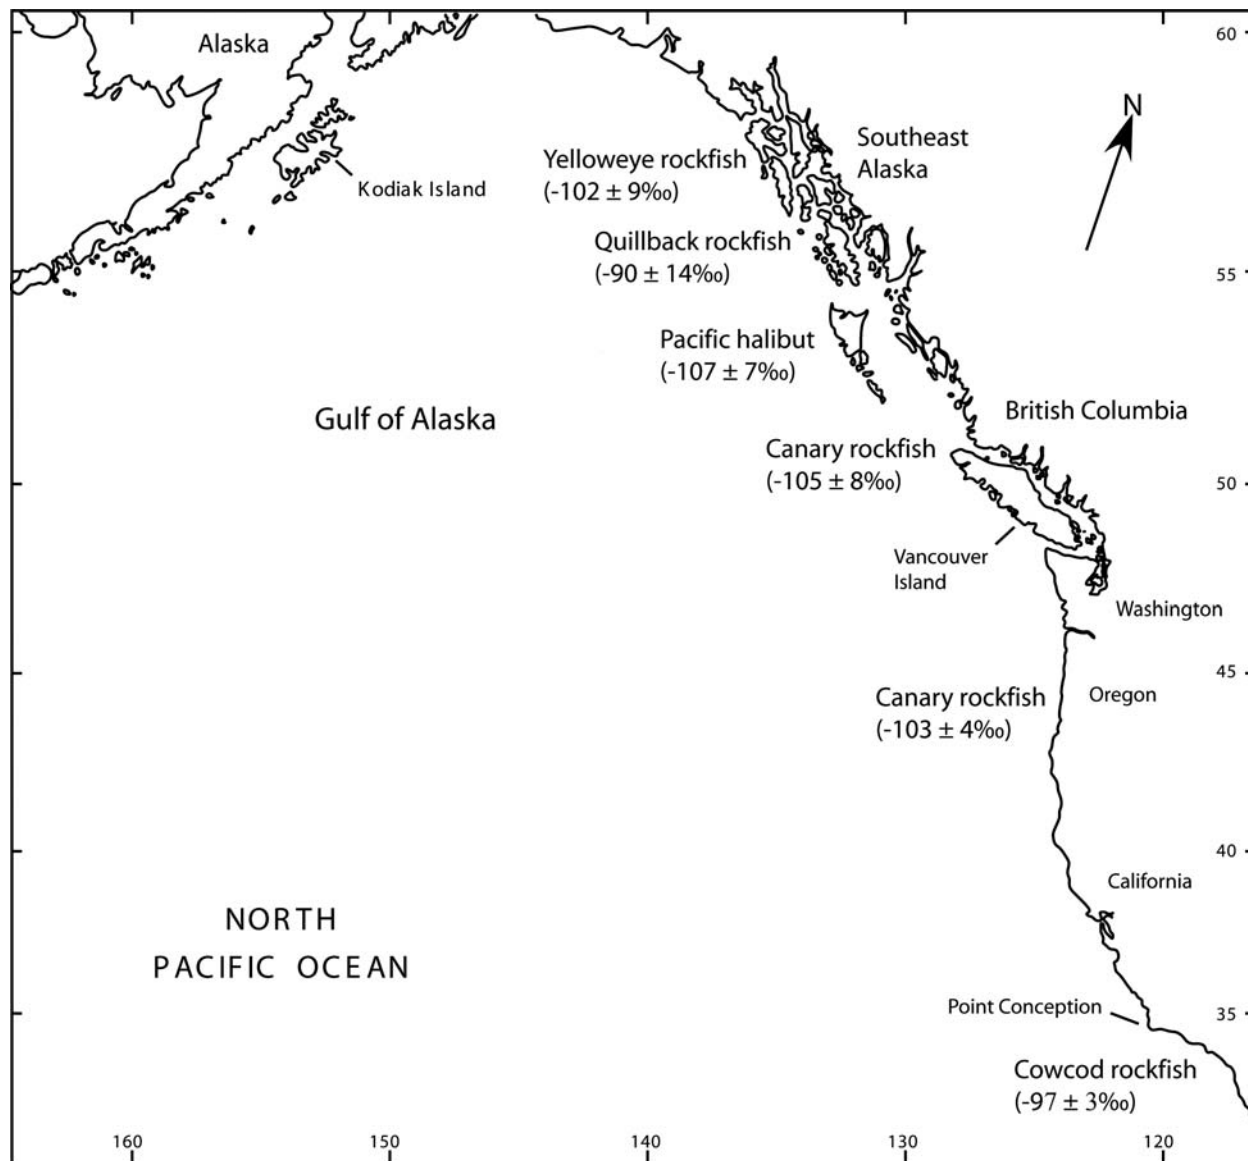 60
Alaska
N
Southeast
Alaska
Yelloweye rockfish
(-102 ± 9‰)
Kodiak Island
Quillback rockfish
(-90 ± 14‰)
55
Pacific halibut
(-107 ± 7‰)
Gulf of Alaska
British Columbia
Canary rockfish
(-105 ± 8‰)
50
Vancouver
Island
Washington
45
Canary rockfish
(-103 ± 4‰)
Oregon
40
California
NORTH
PACIFIC OCEAN
Point Conception
35
Cowcod rockfish
(-97 ± 3‰)
160
150
140
130
120